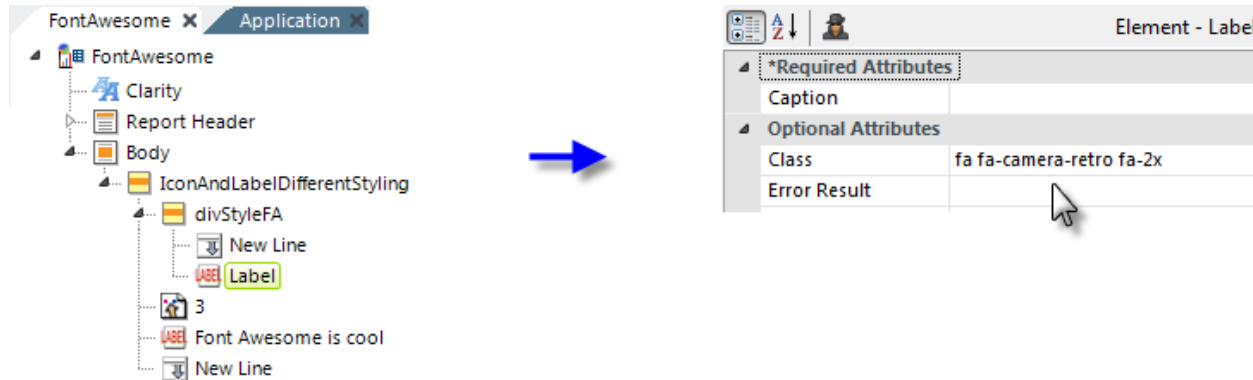 FontAwesome
Application
FontAwesome
Clarity
Report Header
Body
IconAndLabelDifferentStyling
divStyleFA
New Line
LABEL Label
3
LABEL Font Awesome is cool
New Line
A Z
Element - Label
*Required Attributes
Caption
Optional Attributes
Class fa fa-camera-retro fa-2x
Error Result